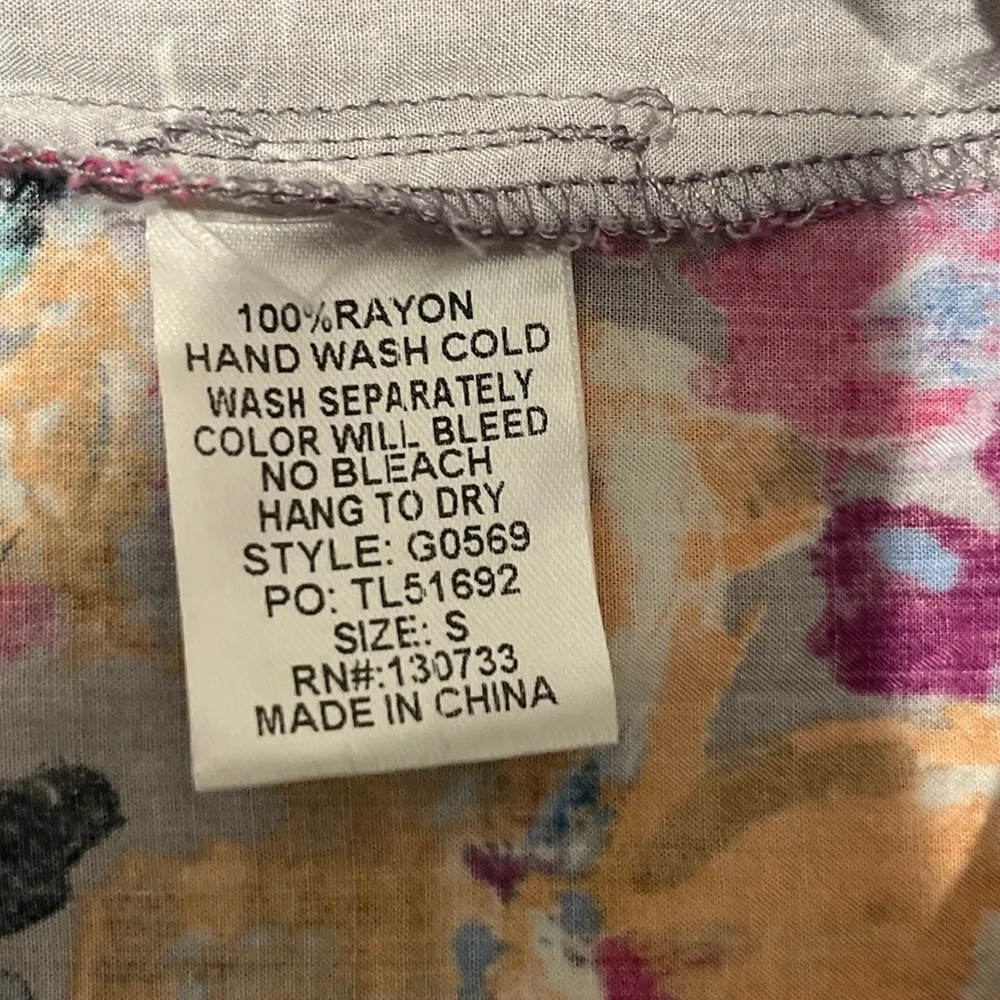 100%RAYON
HAND WASH COLD
WASH SEPARATELY
COLOR WILL BLEED
NO BLEACH
HANG TO DRY
STYLE: G0569
PO: TL51692
SIZE: S
RN#:130733
MADE IN CHINA